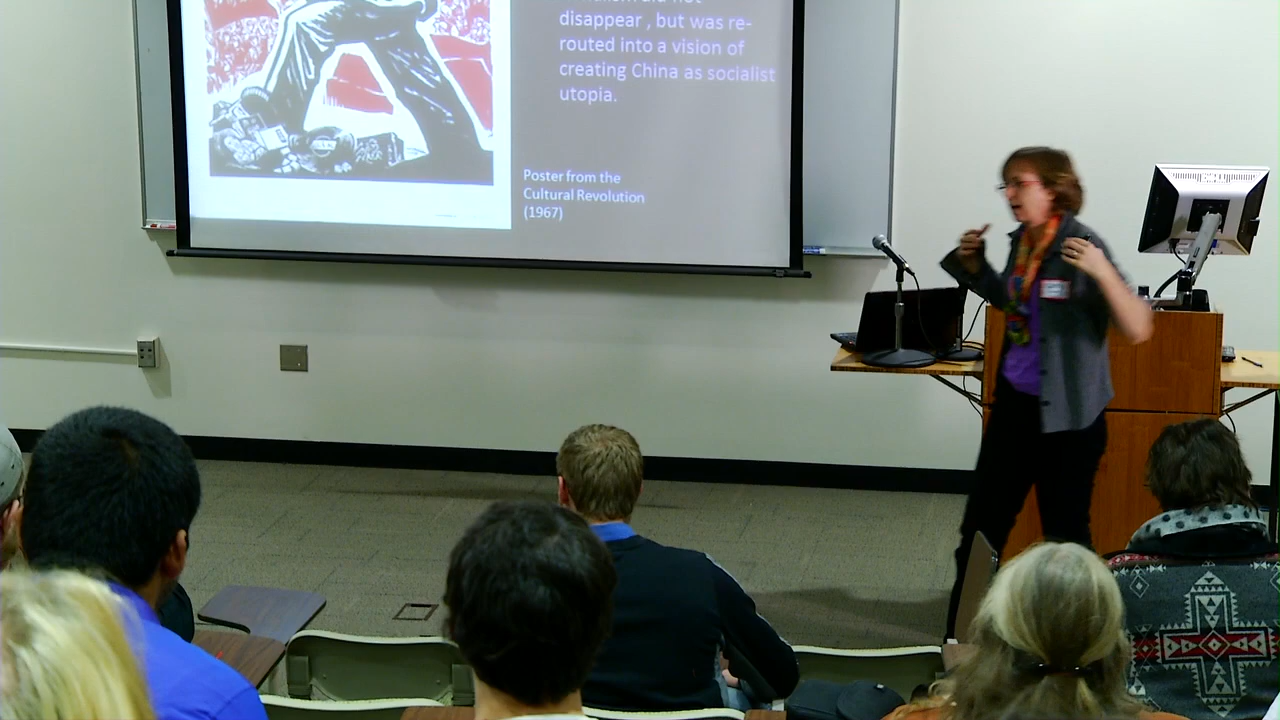 disappear , but was re-
routed into a vision of
creating China as socialist
utopia.
Poster from the
Cultural Revolution
(1967)